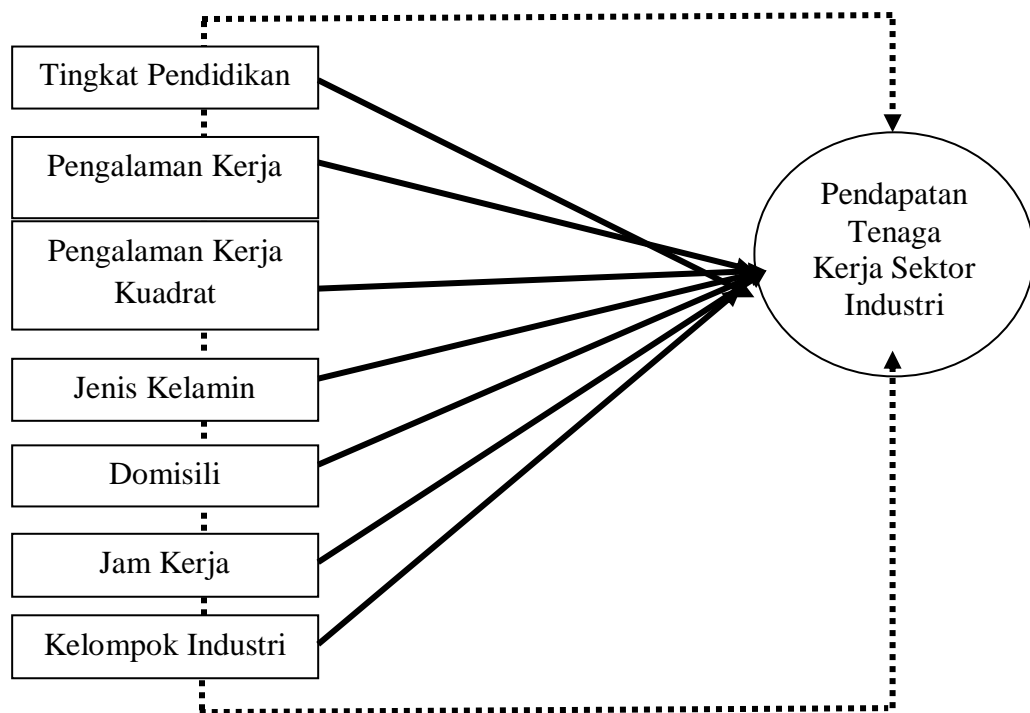 Tingkat Pendidikan
Pengalaman Kerja
Pengalaman Kerja
Kuadrat
Jenis Kelamin
Domisili
Jam Kerja
Kelompok Industri
Pendapatan
Tenaga
Kerja Sektor
Industri